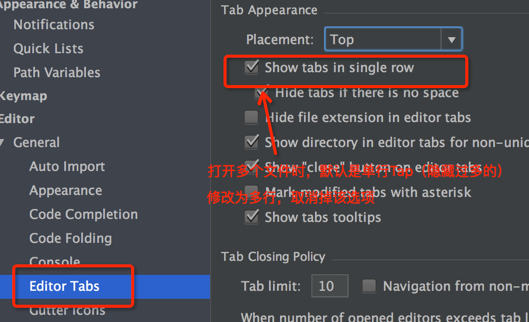 Appearance & Behavior
Notifications
Quick Lists
Path Variables
Keymap
Editor
General
Auto Import
Appearance
Code Completion
Code Folding
Console
Editor Tabs
Gutter Icons
Tab Appearance
Placement: Top
Show tabs in single row
Hide tabs if there is no space
Hide file extension in editor tabs
Show directory in editor tabs for non-uniq
Show "close" button on editor tabs
打开多个文件时，默认是单行Tap（隐藏过多的）
Mark modified tabs with asterisk
修改为多行，取消掉该选项
Show tabs tooltips
Tab Closing Policy
Tab limit: 10 Navigation from non-m
When number of opened editors exceeds tab l